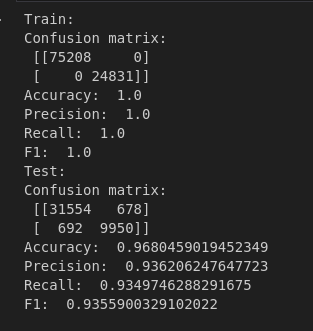 Train:
Confusion matrix:
[[75208     0]
[    0 24831]]
Accuracy:  1.0
Precision:  1.0
Recall:  1.0
F1:  1.0
Test:
Confusion matrix:
[[31554   678]
[  692  9950]]
Accuracy:  0.9680459019452349
Precision:  0.936206247647723
Recall:  0.9349746288291675
F1:  0.9355900329102022